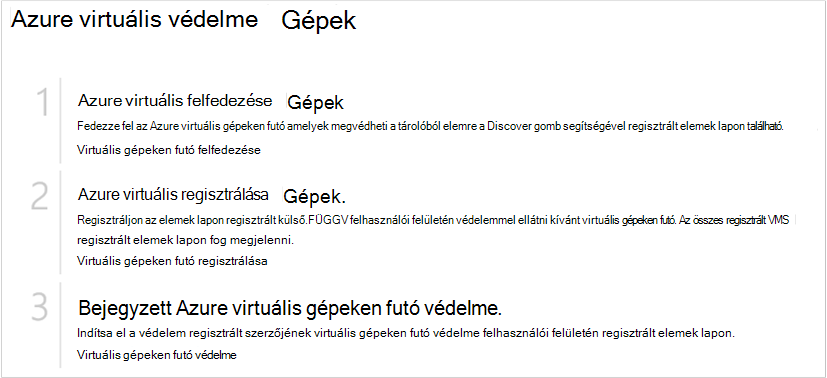 Azure virtuális védelme Gépek
1 Azure virtuális felfedezése Gépek
Fedezze fel az Azure virtuális gépeken futó amelyek megvédheti a tárolóból elemre a Discover gomb segítségével regisztrált elemek lapon található.
Virtuális gépeken futó felfedezése
2 Azure virtuális regisztrálása Gépek.
Regisztráljon az elemek lapon regisztrált külső.FÜGGV felhasználói felületén védelemmel ellátni kívánt virtuális gépeken futó. Az összes regisztrált VMS
regisztrált elemek lapon fog megjelenni.
Virtuális gépeken futó regisztrálása
3 Bejegyzett Azure virtuális gépeken futó védelme.
Indítsa el a védelem regisztrált szerzőjének virtuális gépeken futó védelme felhasználói felületén regisztrált elemek lapon.
Virtuális gépeken futó védelme